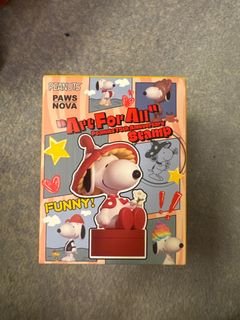 PEANUTS
PAWS
NOVA
"Art For All"
Stamp
FUNNY!